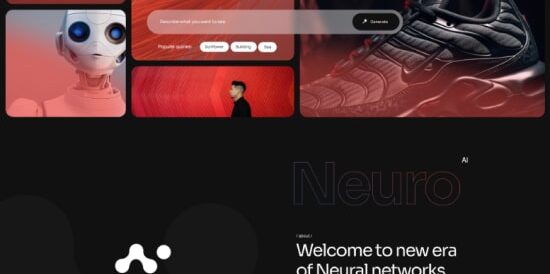 Describe what you want to see
Generate
Popular queries:
Sunflower
Building
Sea
AI
Neuro
/ about /
Welcome to new era
of Neural networks